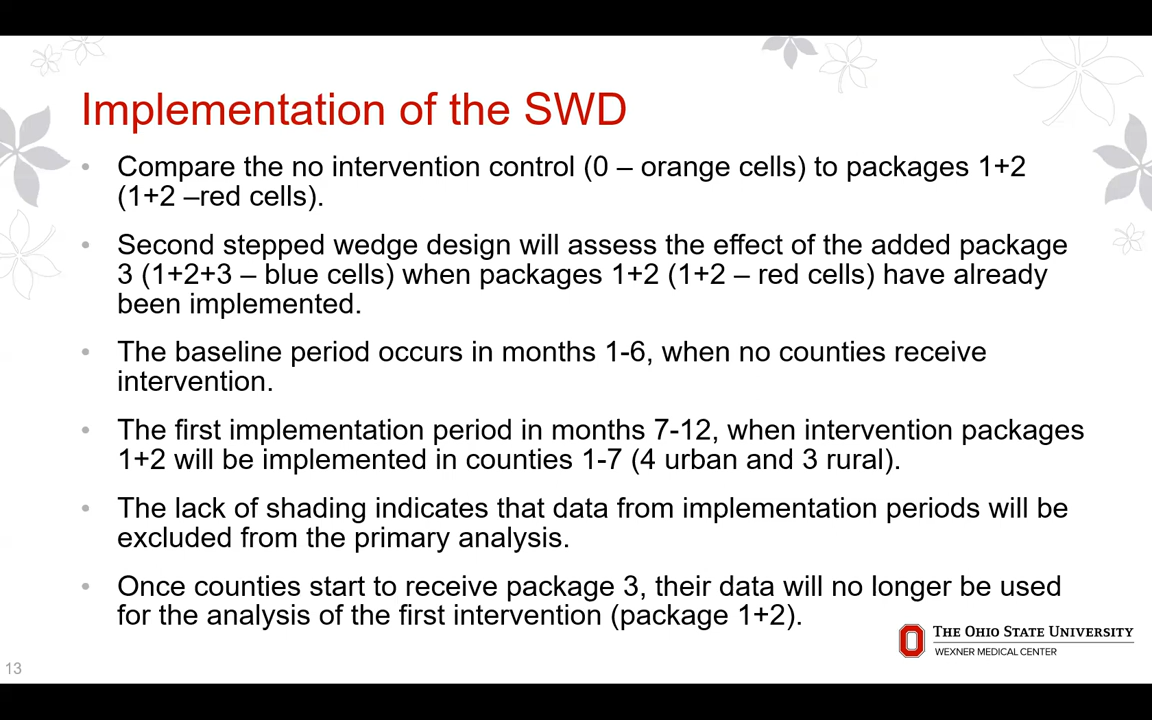 Implementation of the SWD
• Compare the no intervention control (0 – orange cells) to packages 1+2
(1+2 –red cells).
• Second stepped wedge design will assess the effect of the added package
3 (1+2+3 – blue cells) when packages 1+2 (1+2 – red cells) have already
been implemented.
• The baseline period occurs in months 1-6, when no counties receive
intervention.
• The first implementation period in months 7-12, when intervention packages
1+2 will be implemented in counties 1-7 (4 urban and 3 rural).
• The lack of shading indicates that data from implementation periods will be
excluded from the primary analysis.
• Once counties start to receive package 3, their data will no longer be used
for the analysis of the first intervention (package 1+2).
THE OHIO STATE UNIVERSITY
WEXNER MEDICAL CENTER
13